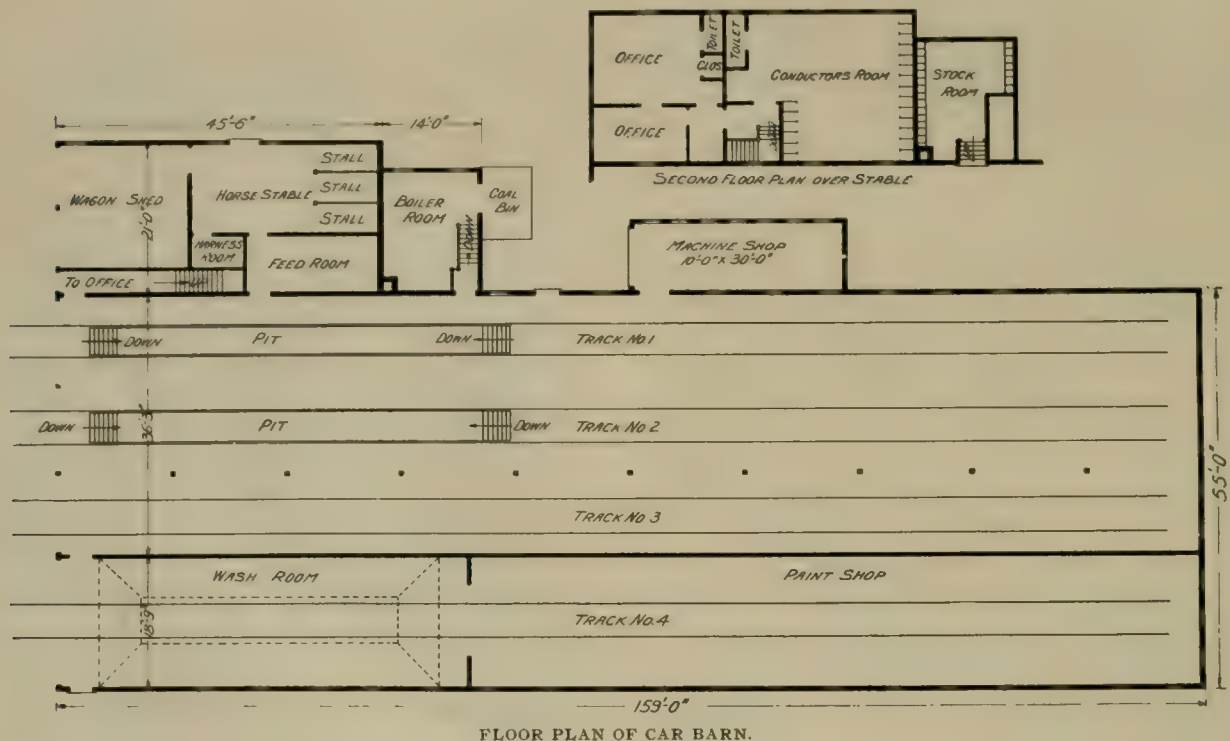 OFFICE
TOILET
TOILET
CLOS.
CONDUCTORS ROOM
STOCK
ROOM
OFFICE
SECOND FLOOR PLAN OVER STABLE
45'-6"
14'-0"
WAGON SHED
21'-0"
HORSE STABLE
STALL
STALL
STALL
BOILER
ROOM
DOWN
COAL
BIN
HARNESS
ROOM
FEED ROOM
TO OFFICE
UP
MACHINE SHOP
10'-0" X 30'-0"
DOWN
PIT
DOWN
TRACK NO.1
DOWN
36'-3"
PIT
DOWN
TRACK NO.2
TRACK NO 3
55'-0"
WASH ROOM
PAINT SHOP
18'-9"
TRACK NO.4
159'-0"
FLOOR PLAN OF CAR BARN.